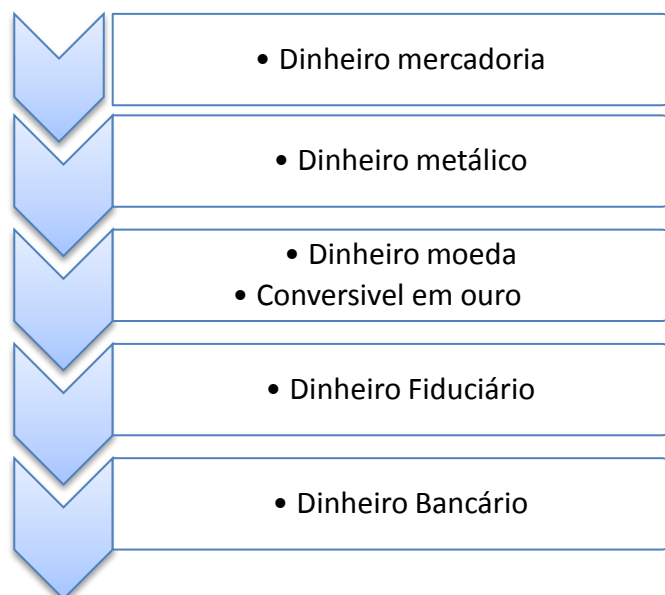 • Dinheiro mercadoria
• Dinheiro metálico
• Dinheiro moeda
• Conversivel em ouro
• Dinheiro Fiduciário
• Dinheiro Bancário